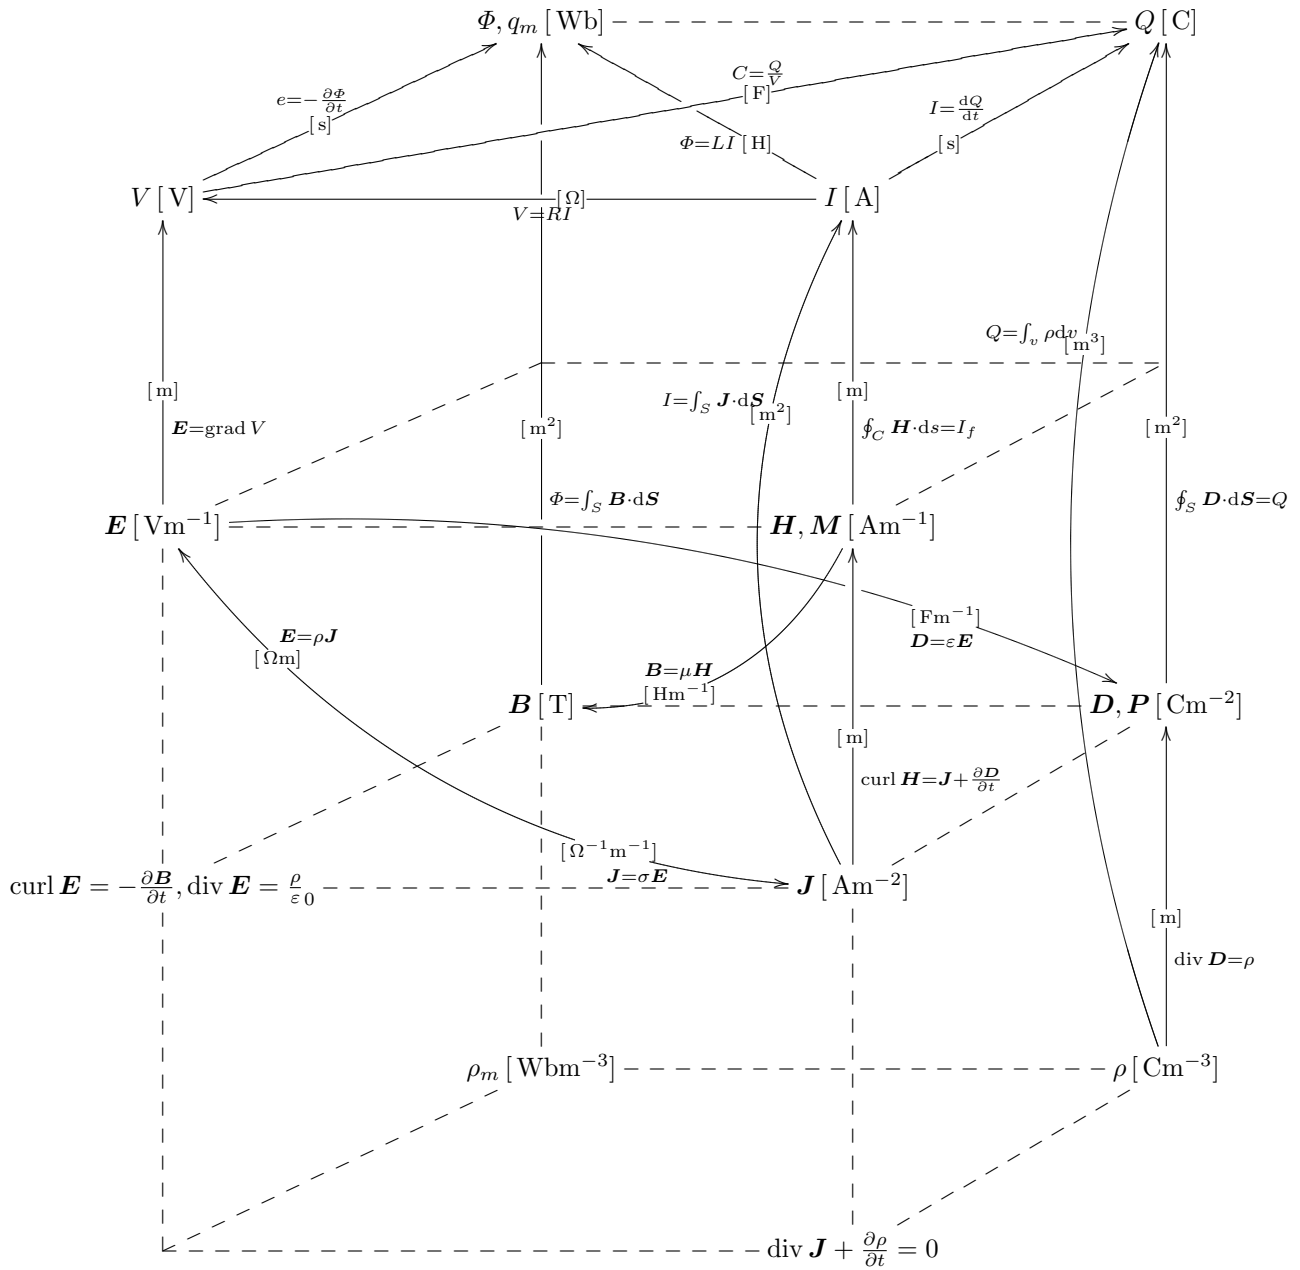 Φ, q_m [Wb]
Q [C]
C=Q/V
[F]
e=−∂Φ/∂t
[s]
I=dQ/dt
[s]
Φ=LI [H]
V [V]
[Ω]
V=RI
I [A]
Q=∫_v ρdv
[m³]
[m]
[m]
I=∫_S J·dS
[m²]
E=grad V
[m²]
∮_C H·ds=I_f
[m²]
Φ=∫_S B·dS
∮_S D·dS=Q
E [Vm⁻¹]
H, M [Am⁻¹]
[Fm⁻¹]
D=εE
E=ρJ
[Ωm]
B=μH
[Hm⁻¹]
B [T]
D, P [Cm⁻²]
[m]
curl H=J+∂D/∂t
[Ω⁻¹m⁻¹]
J=σE
curl E = −∂B/∂t, div E = ρ/ε₀
J [Am⁻²]
[m]
div D=ρ
ρ_m [Wbm⁻³]
ρ [Cm⁻³]
div J + ∂ρ/∂t = 0